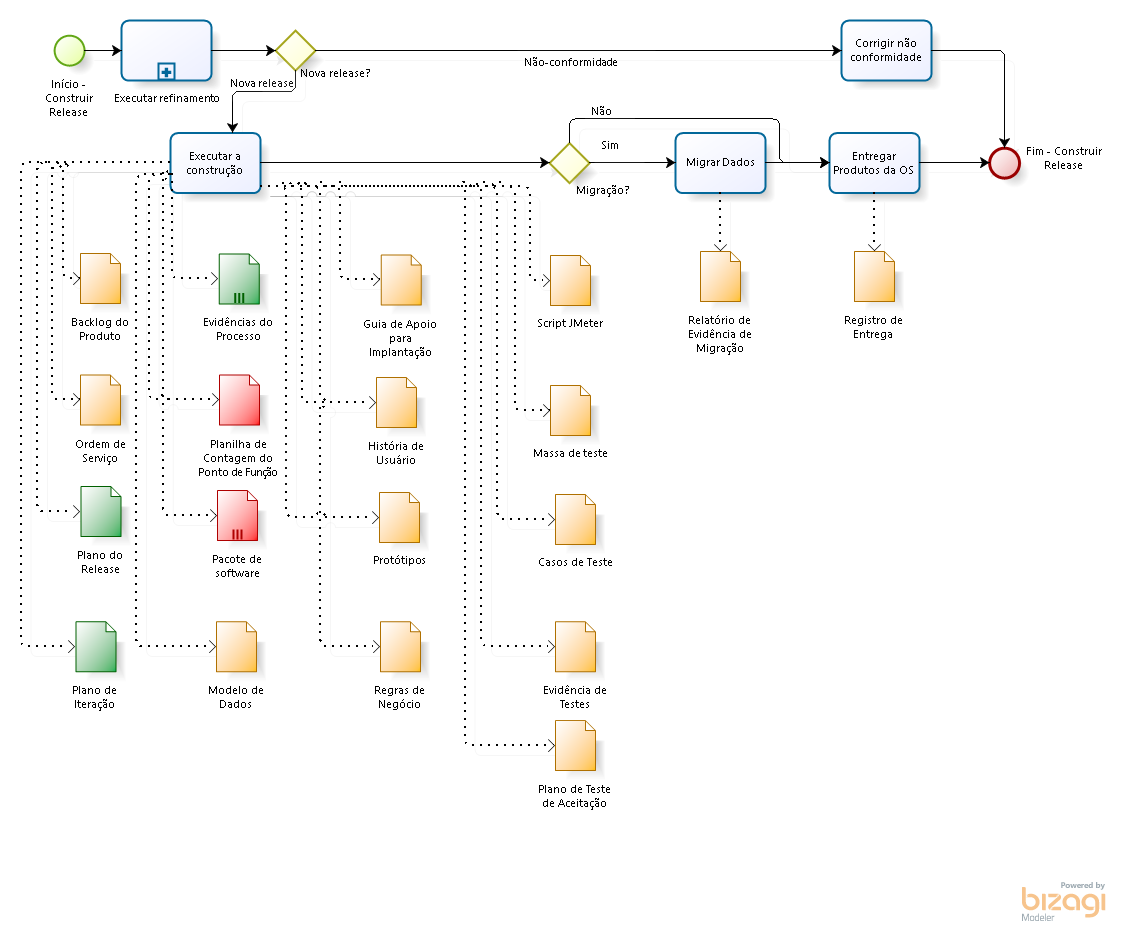 Início -
Construir
Release
Executar refinamento
Nova release?
Nova release
Não-conformidade
Corrigir não
conformidade
Fim - Construir
Release
Executar a
construção
Não
Sim
Migração?
Migrar Dados
Entregar
Produtos da OS
Backlog do
Produto
Evidências do
Processo
Guia de Apoio
para
Implantação
Script JMeter
Relatório de
Evidência de
Migração
Registro de
Entrega
Ordem de
Serviço
Planilha de
Contagem do
Ponto de Função
História de
Usuário
Massa de teste
Plano do
Release
Pacote de
software
Protótipos
Casos de Teste
Plano de
Iteração
Modelo de
Dados
Regras de
Negócio
Evidência de
Testes
Plano de Teste
de Aceitação
Powered by
bizagi
Modeler